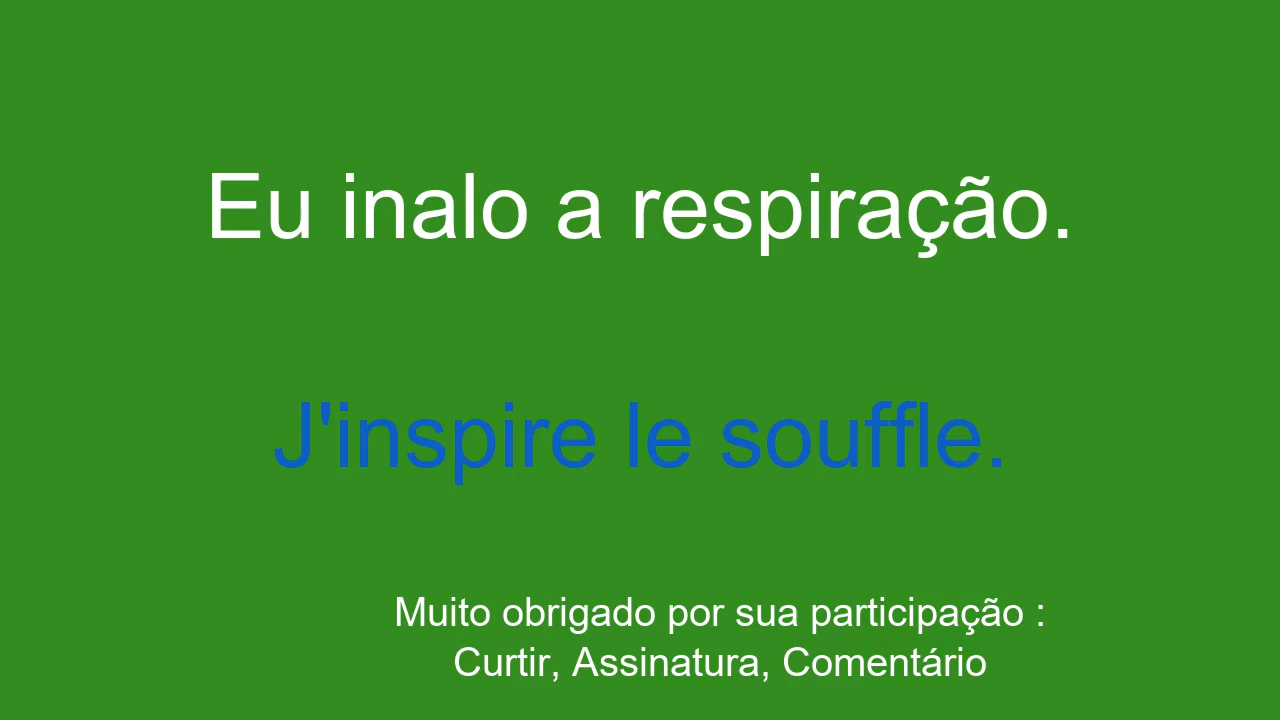 Eu inalo a respiração.
J'inspire le souffle.
Muito obrigado por sua participação :
Curtir, Assinatura, Comentário